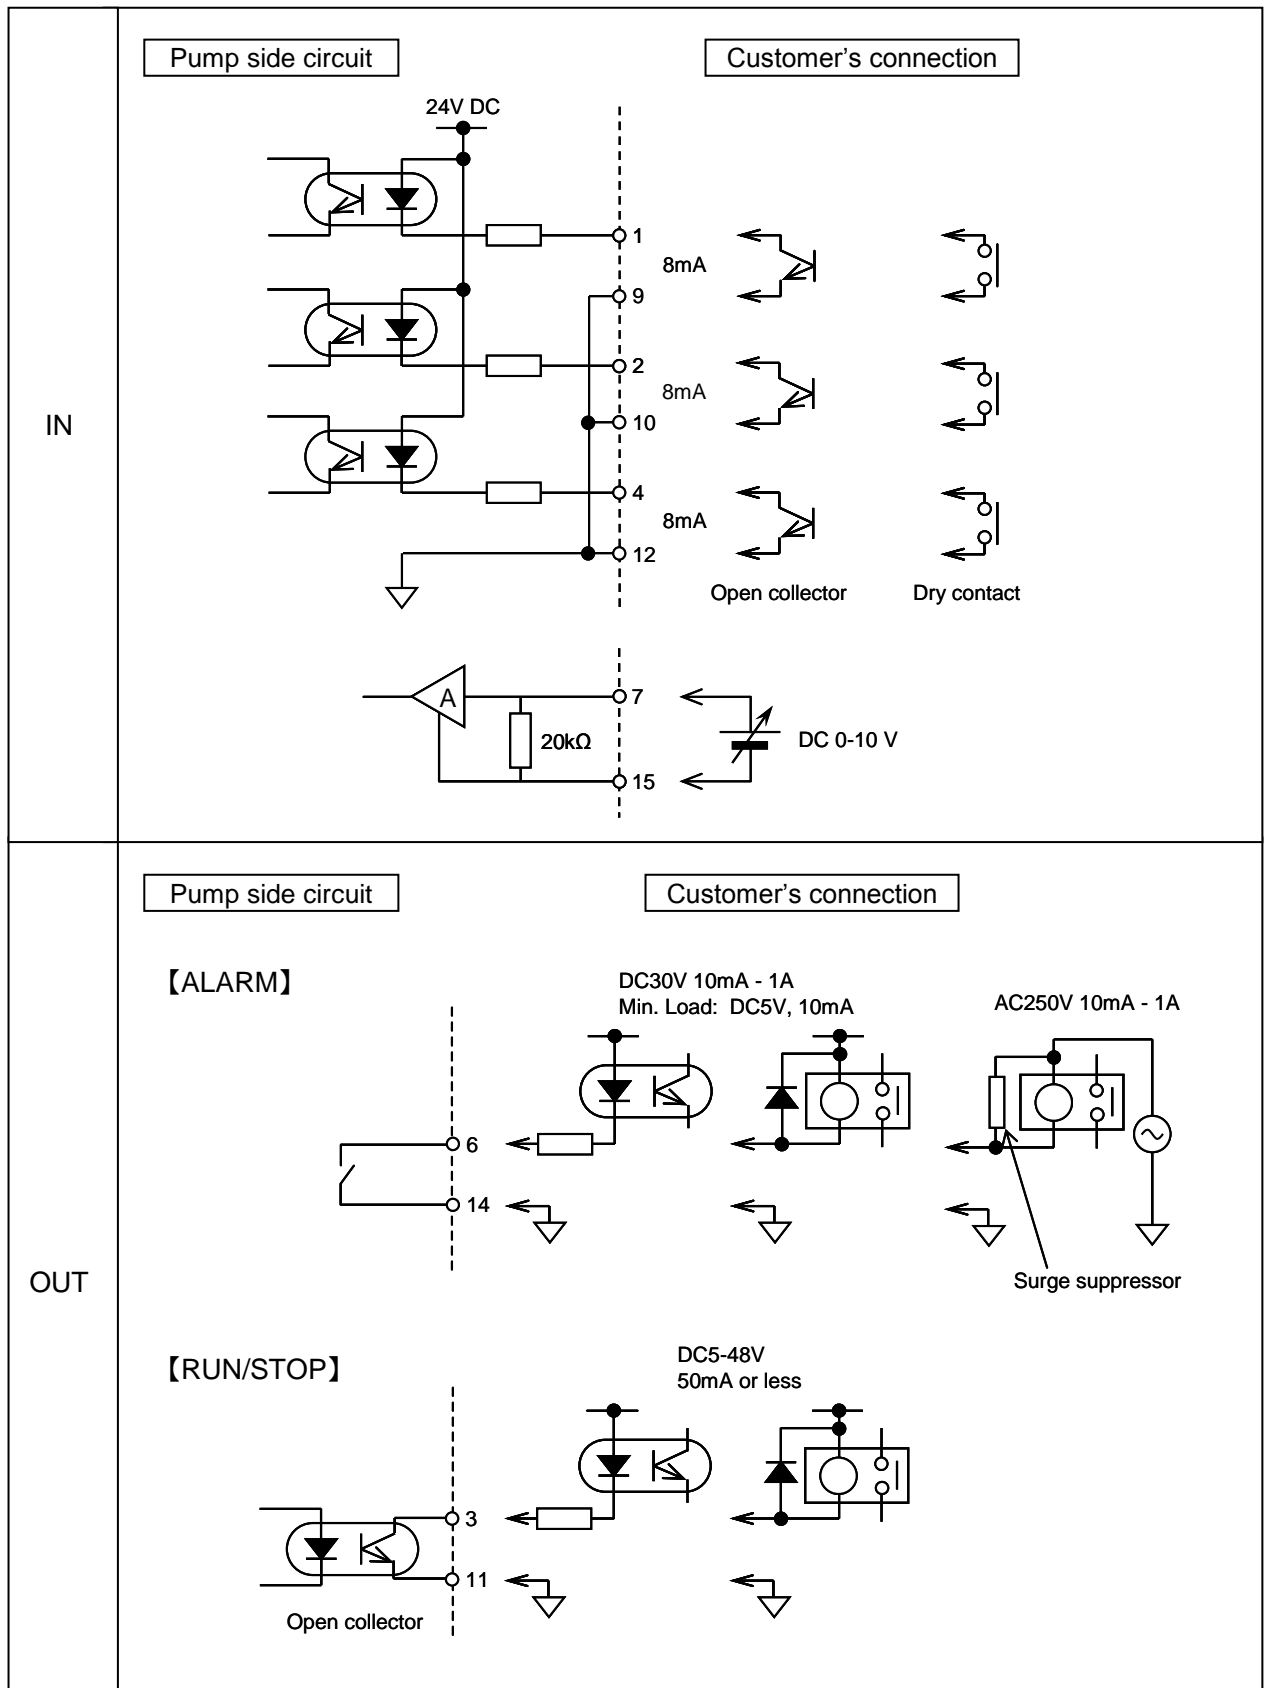 IN
Pump side circuit
Customer's connection
24V DC
1
8mA
9
2
8mA
10
4
8mA
12
Open collector
Dry contact
A
7
20kΩ
DC 0-10 V
15
OUT
Pump side circuit
Customer's connection
【ALARM】
DC30V 10mA - 1A
Min. Load: DC5V, 10mA
AC250V 10mA - 1A
6
14
Surge suppressor
【RUN/STOP】
DC5-48V
50mA or less
3
11
Open collector